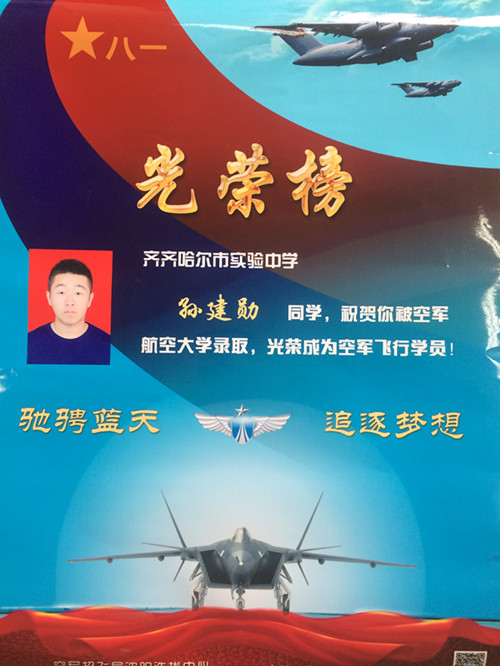 八一
光荣榜
齐齐哈尔市实验中学
孙建勋 同学，祝贺你被空军
航空大学录取，光荣成为空军飞行学员！
驰骋蓝天 追逐梦想